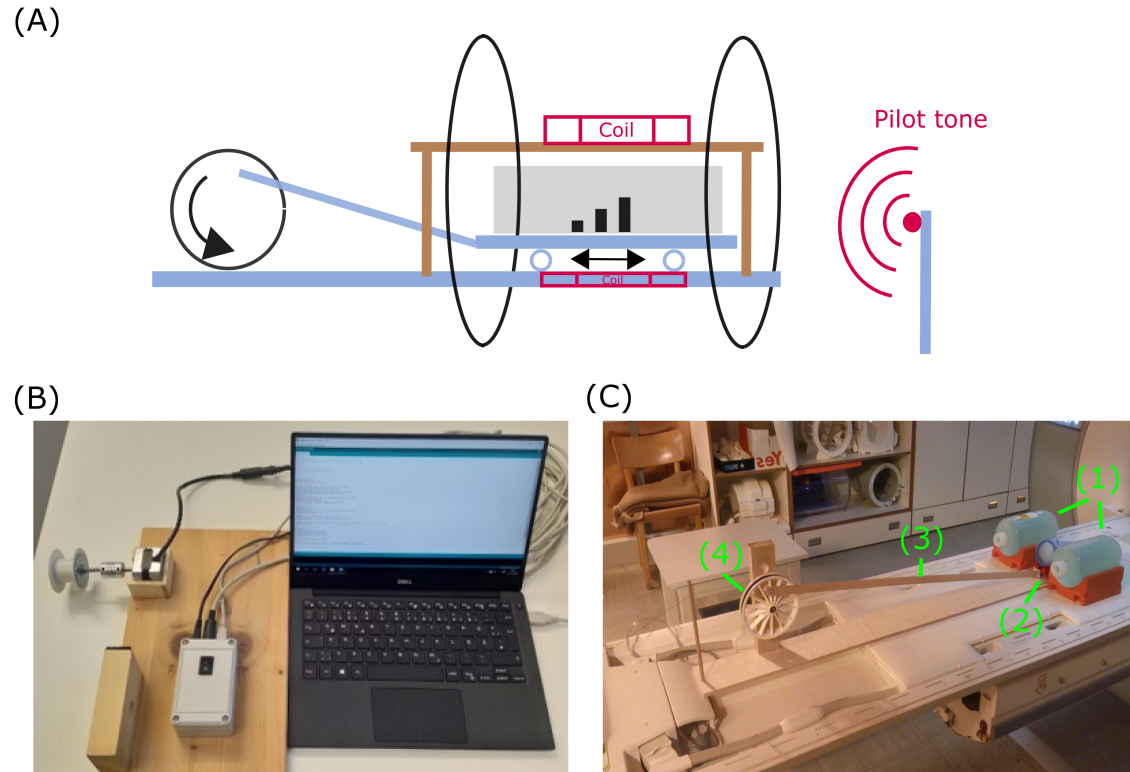 (A)
Pilot tone
Coil
Coil
(B)
DELL
(C)
Yes
(1)
(3)
(4)
(2)